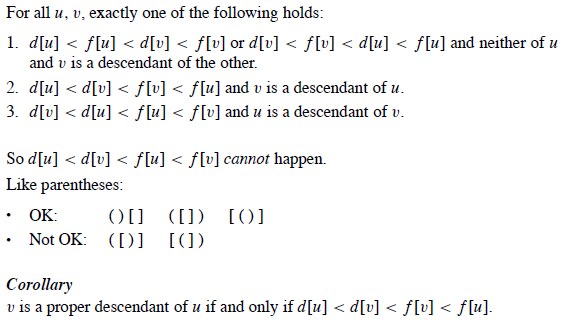 For all u, v, exactly one of the following holds:
1. d[u] < f[u] < d[v] < f[v] or d[v] < f[v] < d[u] < f[u] and neither of u
and v is a descendant of the other.
2. d[u] < d[v] < f[v] < f[u] and v is a descendant of u.
3. d[v] < d[u] < f[u] < f[v] and u is a descendant of v.
So d[u] < d[v] < f[u] < f[v] cannot happen.
Like parentheses:
• OK: ()[] ([]) [()]
• Not OK: ([)] [(])
Corollary
v is a proper descendant of u if and only if d[u] < d[v] < f[v] < f[u].